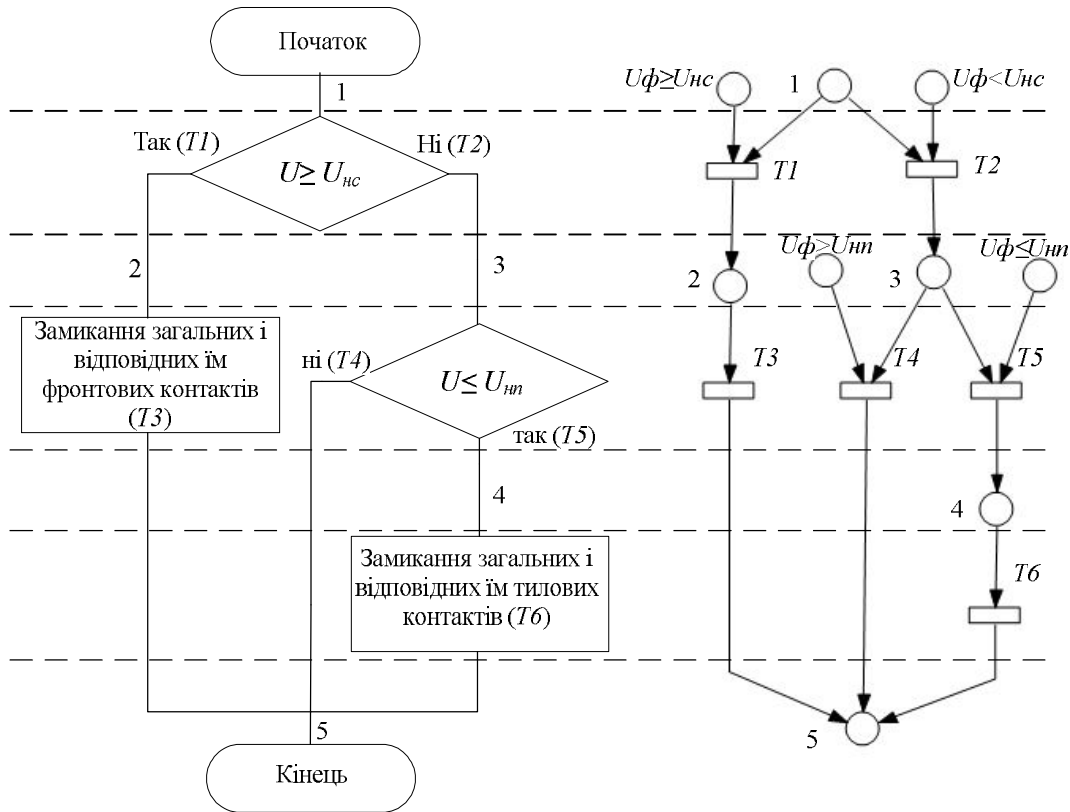 Початок
1
Так (T1)
Ні (T2)
U ≥ Uнс
2
3
Замикання загальних і
відповідних їм
фронтових контактів
(T3)
ні (T4)
U ≤ Uнп
так (T5)
4
Замикання загальних і
відповідних їм тилових
контактів (T6)
5
Кінець
Uф≥Uнс
1
Uф<Uнс
T1
T2
Uф>Uнп
Uф≤Uнп
2
3
T3
T4
T5
4
T6
5